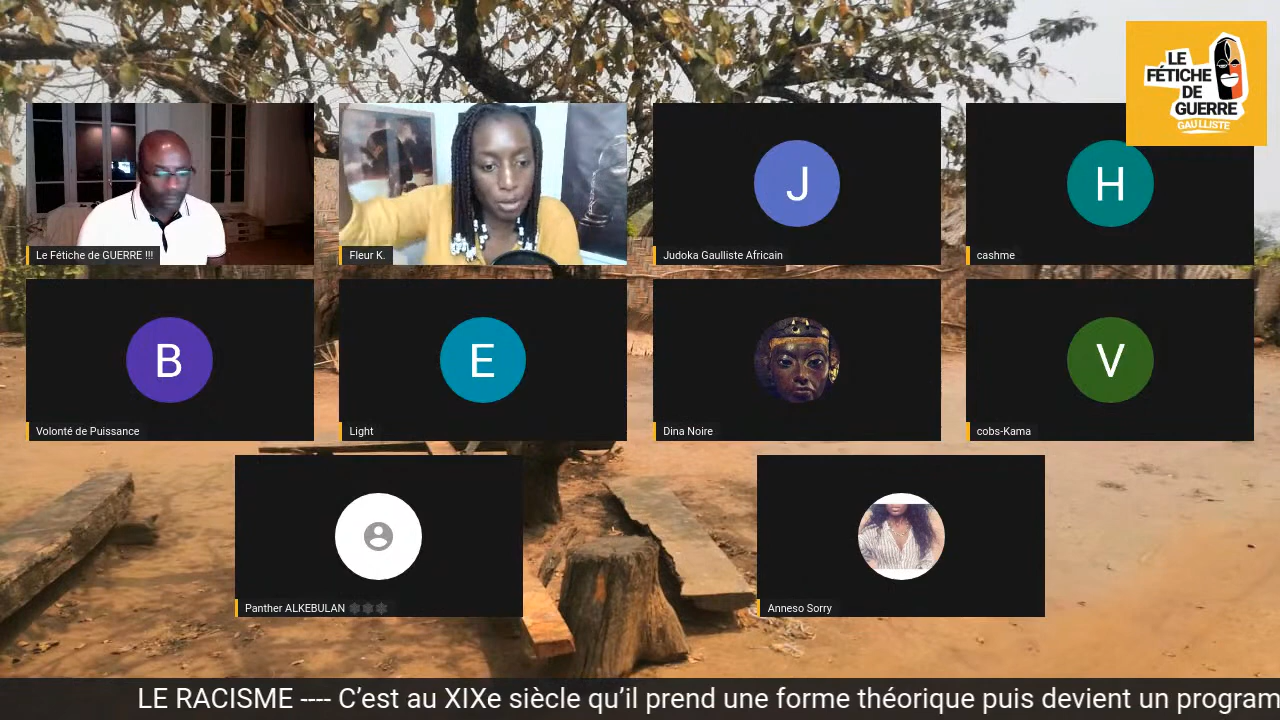 LE
FÉTICHE
DE
GUERRE
GAULLISTE
J
H
Le Fétiche de GUERRE !!!
Fleur K.
Judoka Gaulliste Africain
cashme
B
E
V
Volonté de Puissance
Light
Dina Noire
cobs-Kama
Panther ALKEBULAN
Anneso Sorry
LE RACISME ---- C’est au XIXe siècle qu’il prend une forme théorique puis devient un program